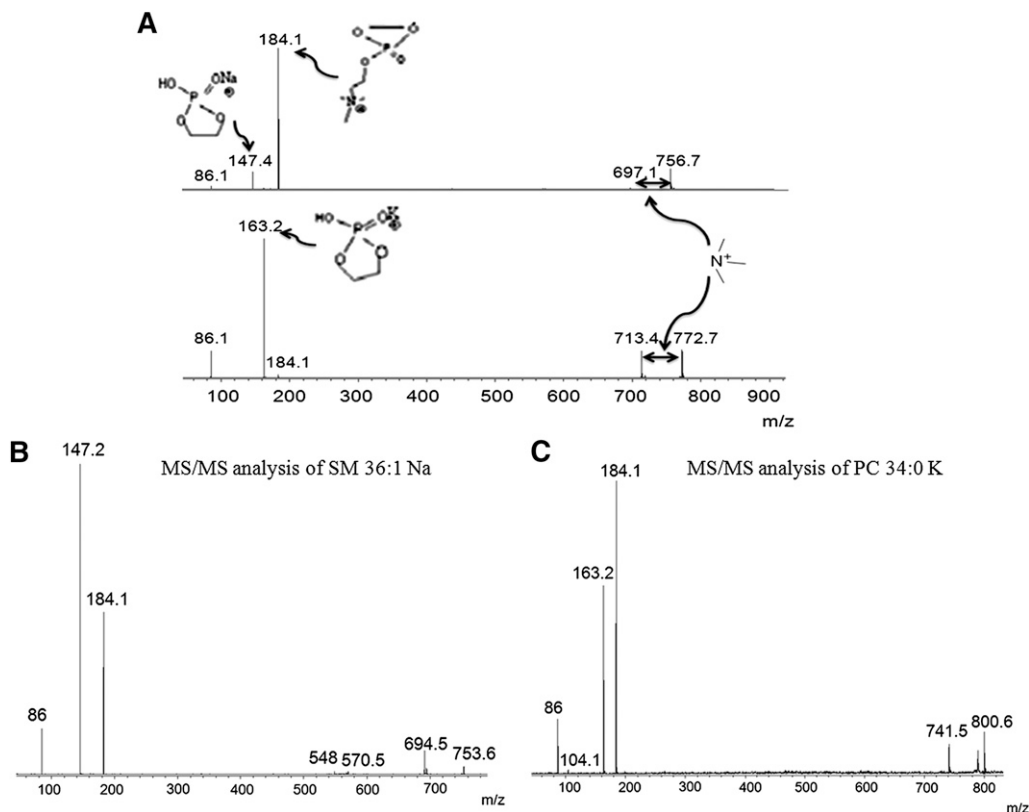 A
184.1
HO
P
ONa
O
O
O
O
P
O
O
N
86.1
147.4
697.1
756.7
163.2
HO
P
O
O
N+
86.1
184.1
713.4
772.7
100 200 300 400 500 600 700 800 900
m/z
B
147.2
MS/MS analysis of SM 36:1 Na
184.1
86
548
570.5
694.5
753.6
100 200 300 400 500 600 700
m/z
C
184.1
MS/MS analysis of PC 34:0 K
163.2
86
104.1
741.5
800.6
100 200 300 400 500 600 700 800
m/z